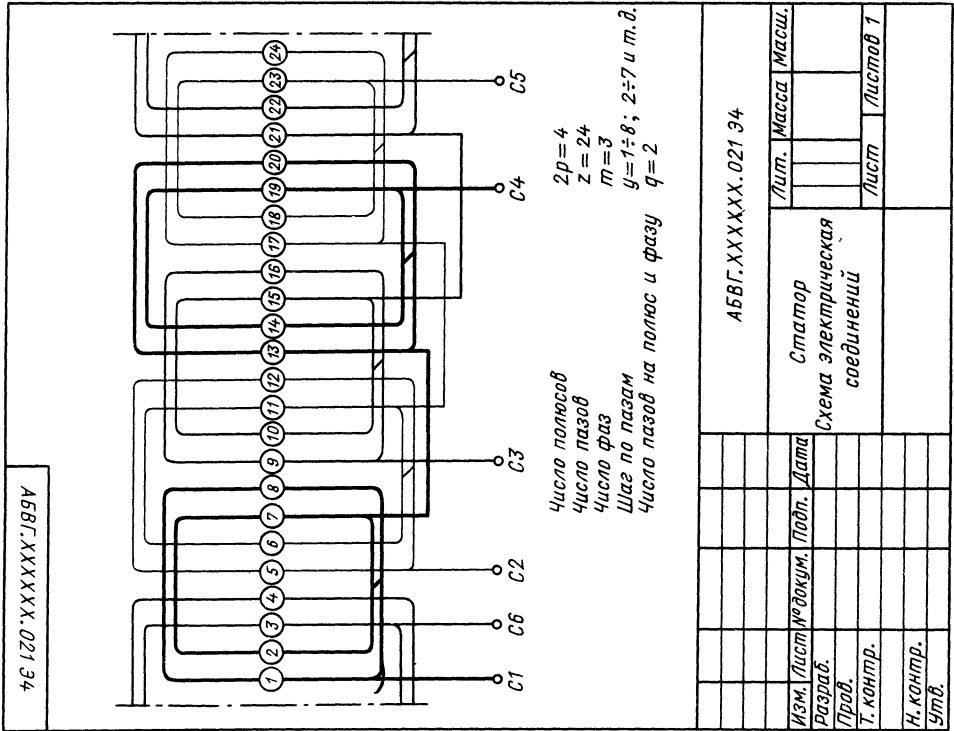 АБВГ.XXXXXX.021 Э4
1 2 3 4 5 6 7 8 9 10 11 12 13 14 15 16 17 18 19 20 21 22 23 24
C1 C6 C2 C3 C4 C5
Число полюсов 2p=4
Число пазов z=24
Число фаз m=3
Шаг по пазам y=1÷8; 2÷7 и т.д.
Число пазов на полюс и фазу q=2
АБВГ.XXXXXX.021 Э4
Изм. Лист № докум. Подп. Дата
Разраб.
Пров.
Т. контр.
Н. контр.
Утв.
Статор
Схема электрическая
соединений
Лит. Масса Масш.
Лист Листов 1